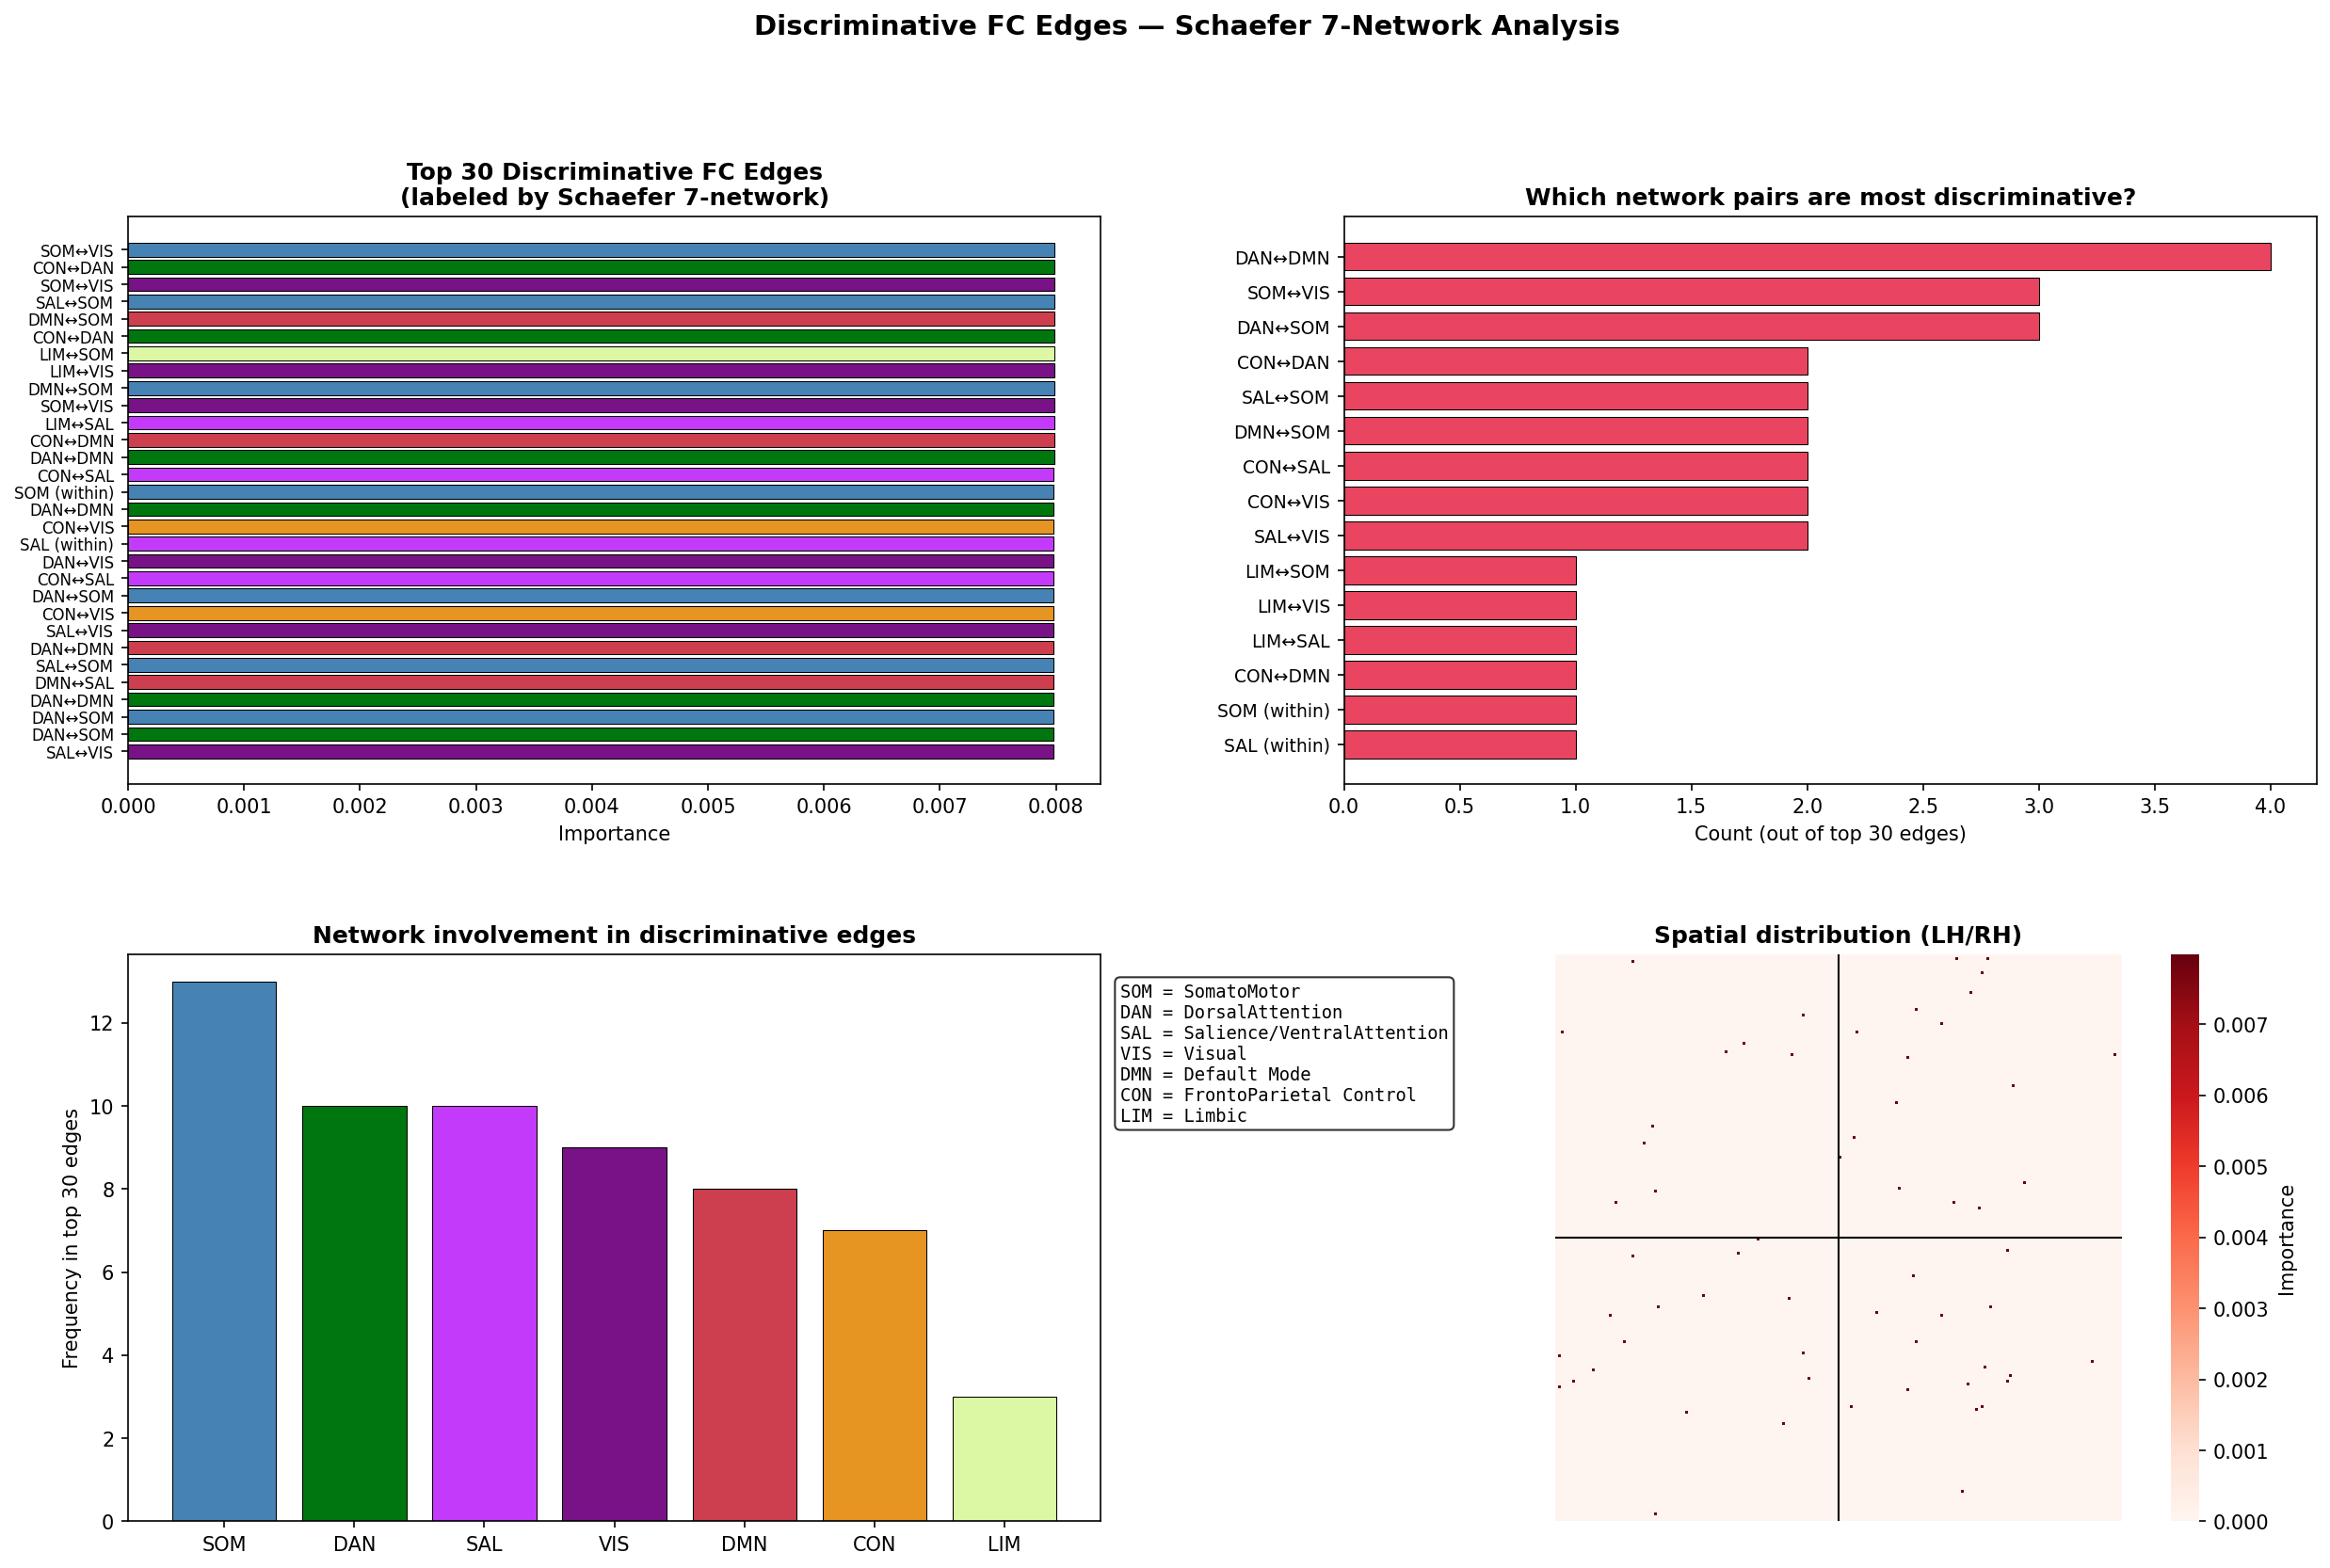 Discriminative FC Edges — Schaefer 7-Network Analysis
Top 30 Discriminative FC Edges
(labeled by Schaefer 7-network)
SOM↔VIS
CON↔DAN
SOM↔VIS
SAL↔SOM
DMN↔SOM
CON↔DAN
LIM↔SOM
LIM↔VIS
DMN↔SOM
SOM↔VIS
LIM↔SAL
CON↔DMN
DAN↔DMN
CON↔SAL
SOM (within)
DAN↔DMN
CON↔VIS
SAL (within)
DAN↔VIS
CON↔SAL
DAN↔SOM
CON↔VIS
SAL↔VIS
DAN↔DMN
SAL↔SOM
DMN↔SAL
DAN↔DMN
DAN↔SOM
DAN↔SOM
SAL↔VIS
0.000 0.001 0.002 0.003 0.004 0.005 0.006 0.007 0.008
Importance
Which network pairs are most discriminative?
DAN↔DMN
SOM↔VIS
DAN↔SOM
CON↔DAN
SAL↔SOM
DMN↔SOM
CON↔SAL
CON↔VIS
SAL↔VIS
LIM↔SOM
LIM↔VIS
LIM↔SAL
CON↔DMN
SOM (within)
SAL (within)
0.0 0.5 1.0 1.5 2.0 2.5 3.0 3.5 4.0
Count (out of top 30 edges)
Network involvement in discriminative edges
Frequency in top 30 edges
12
10
8
6
4
2
0
SOM DAN SAL VIS DMN CON LIM
SOM = SomatoMotor
DAN = DorsalAttention
SAL = Salience/VentralAttention
VIS = Visual
DMN = Default Mode
CON = FrontoParietal Control
LIM = Limbic
Spatial distribution (LH/RH)
0.007
0.006
0.005
0.004
0.003
0.002
0.001
0.000
Importance